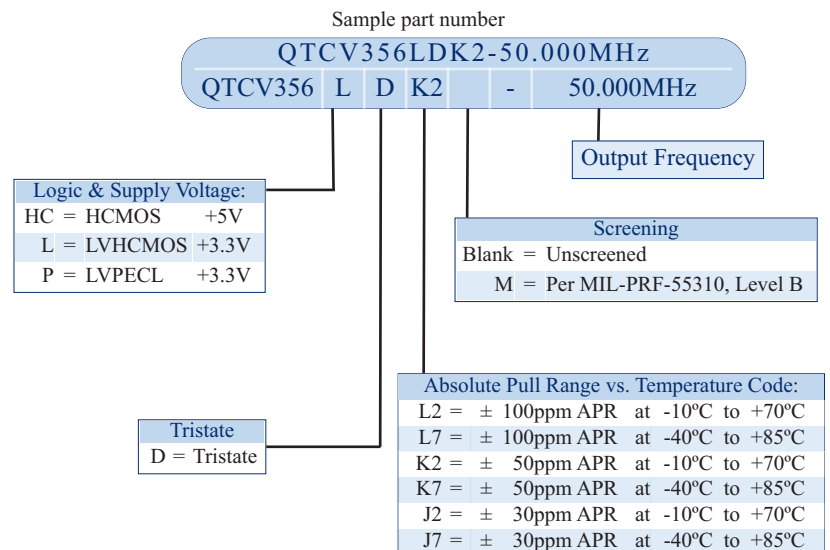 Sample part number
QTCV356LDK2-50.000MHz
QTCV356 L D K2 - 50.000MHz
Output Frequency
Logic & Supply Voltage:
HC = HCMOS +5V
L = LVHCMOS +3.3V
P = LVPECL +3.3V
Screening
Blank = Unscreened
M = Per MIL-PRF-55310, Level B
Tristate
D = Tristate
Absolute Pull Range vs. Temperature Code:
L2 = ± 100ppm APR at -10ºC to +70ºC
L7 = ± 100ppm APR at -40ºC to +85ºC
K2 = ± 50ppm APR at -10ºC to +70ºC
K7 = ± 50ppm APR at -40ºC to +85ºC
J2 = ± 30ppm APR at -10ºC to +70ºC
J7 = ± 30ppm APR at -40ºC to +85ºC